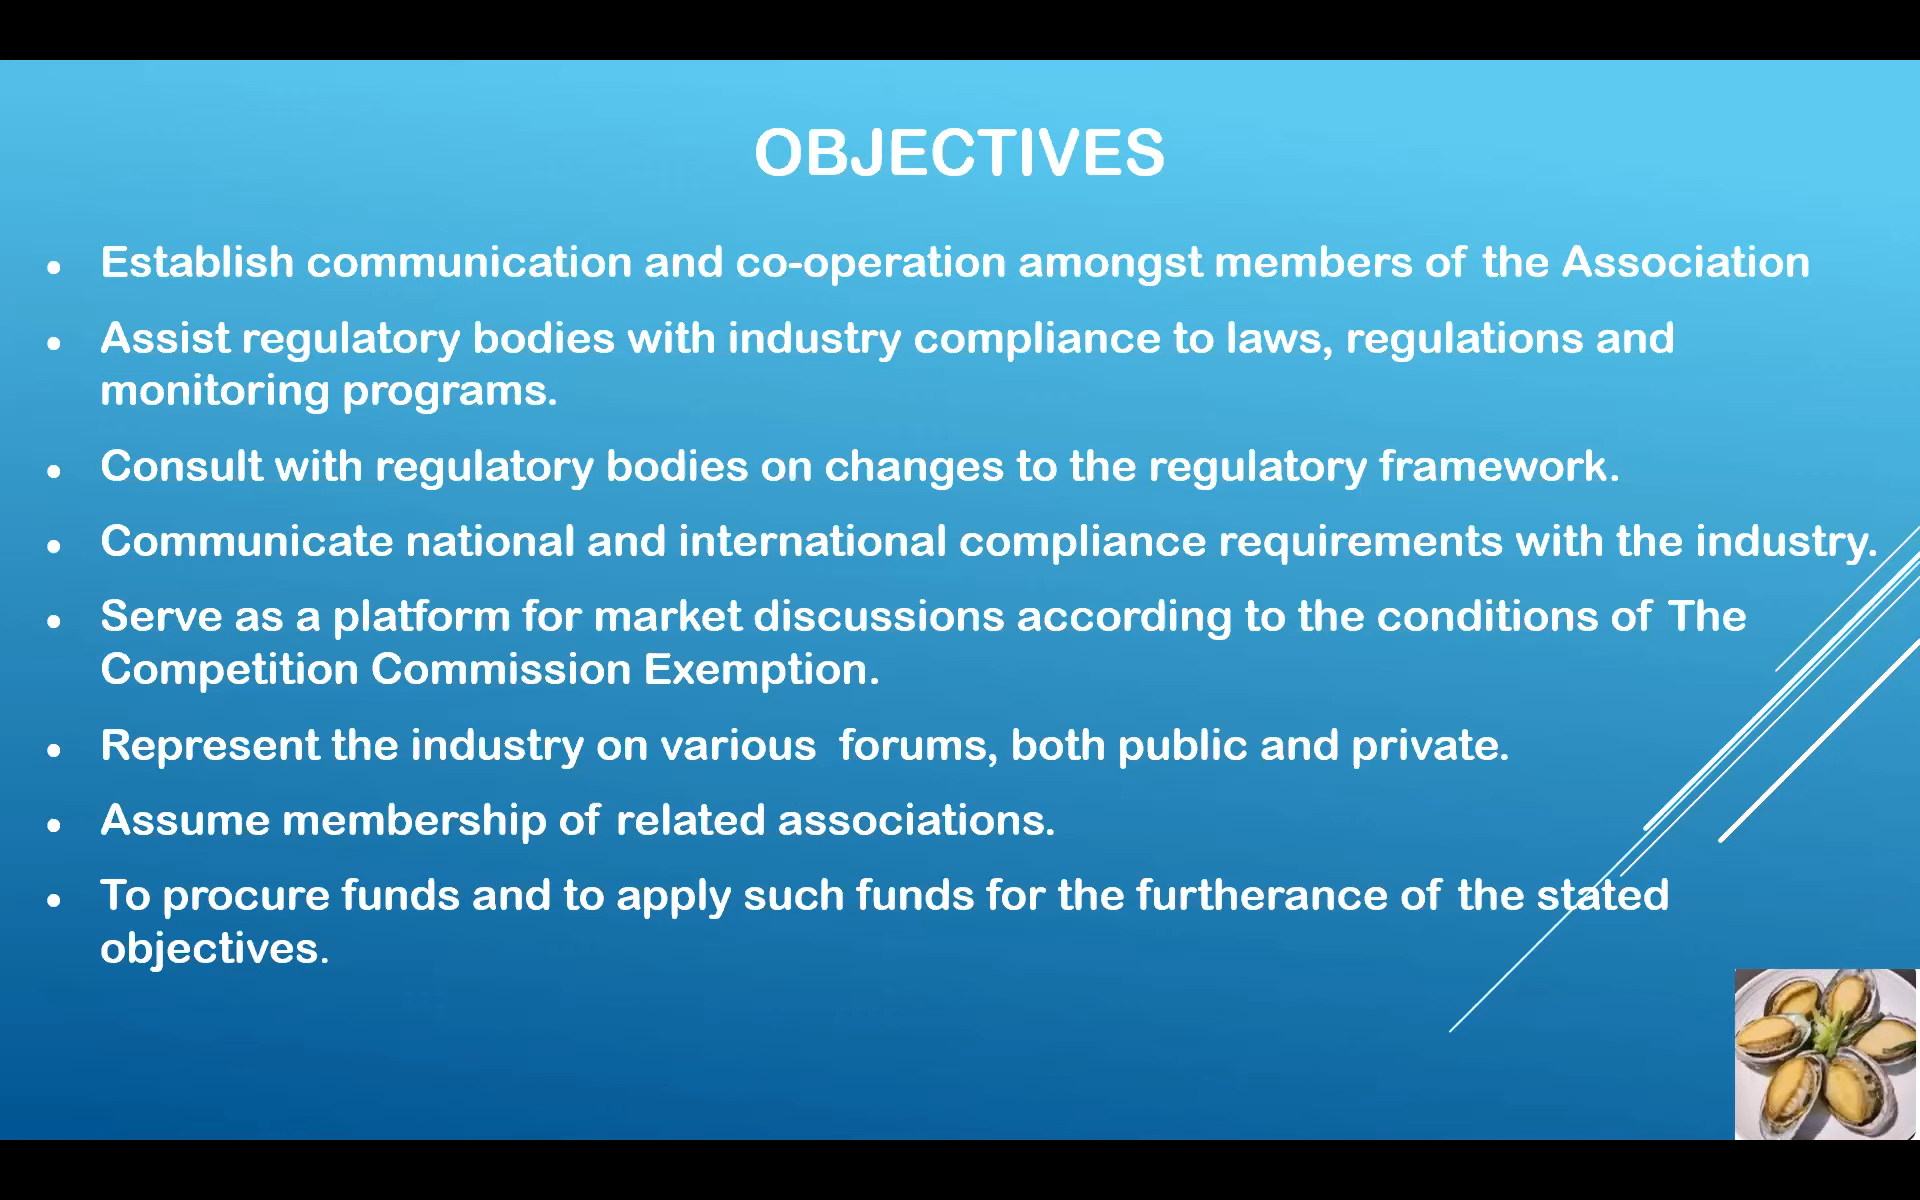 OBJECTIVES
• Establish communication and co-operation amongst members of the Association
• Assist regulatory bodies with industry compliance to laws, regulations and
monitoring programs.
• Consult with regulatory bodies on changes to the regulatory framework.
• Communicate national and international compliance requirements with the industry.
• Serve as a platform for market discussions according to the conditions of The
Competition Commission Exemption.
• Represent the industry on various  forums, both public and private.
• Assume membership of related associations.
• To procure funds and to apply such funds for the furtherance of the stated
objectives.